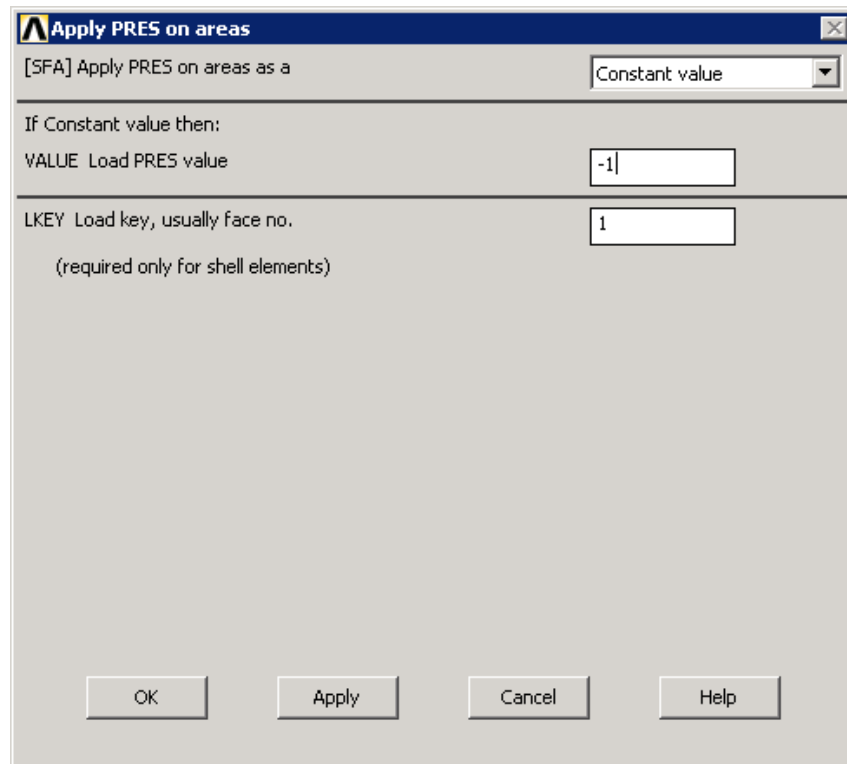 Apply PRES on areas
[SFA] Apply PRES on areas as a Constant value
If Constant value then:
VALUE Load PRES value -1
LKEY Load key, usually face no. 1
(required only for shell elements)
OK Apply Cancel Help